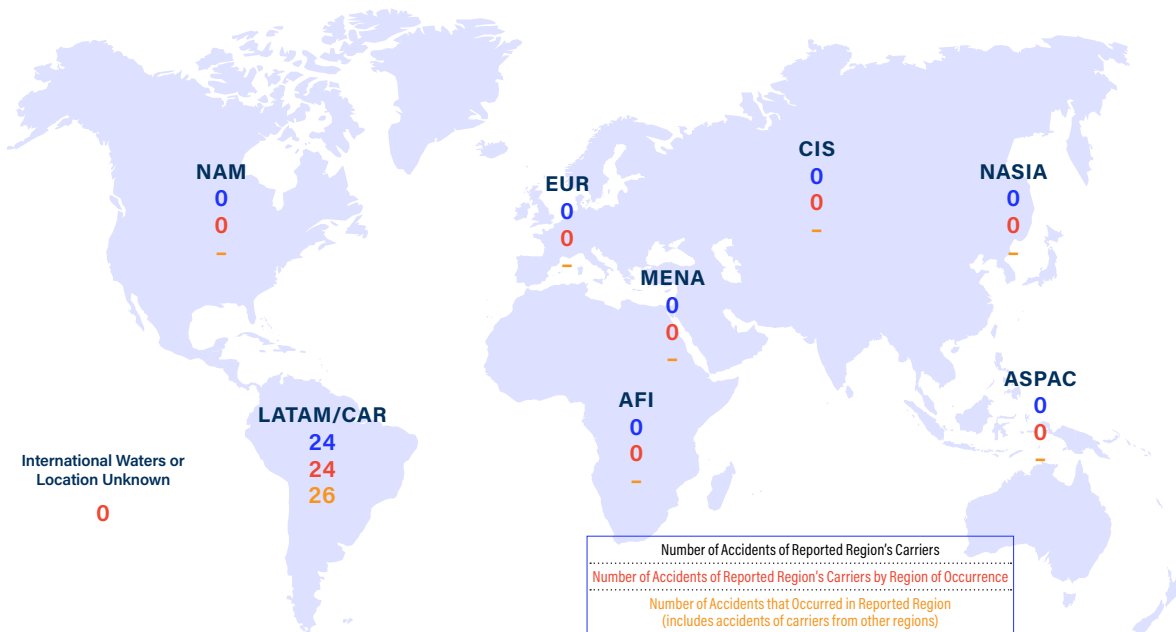 NAM
0
0
–
EUR
0
0
–
CIS
0
0
–
NASIA
0
0
–
MENA
0
0
–
ASPAC
0
0
–
AFI
0
0
–
LATAM/CAR
24
24
26
International Waters or
Location Unknown
0
Number of Accidents of Reported Region's Carriers
Number of Accidents of Reported Region's Carriers by Region of Occurrence
Number of Accidents that Occurred in Reported Region
(includes accidents of carriers from other regions)